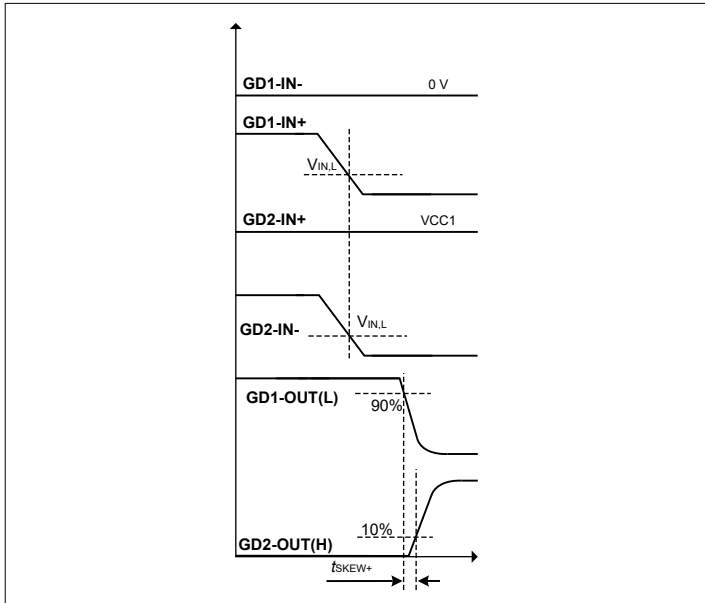 GD1-IN- 0 V
GD1-IN+
VIN,L
GD2-IN+ VCC1
VIN,L
GD2-IN-
GD1-OUT(L)
90%
10%
GD2-OUT(H)
tSKEW+